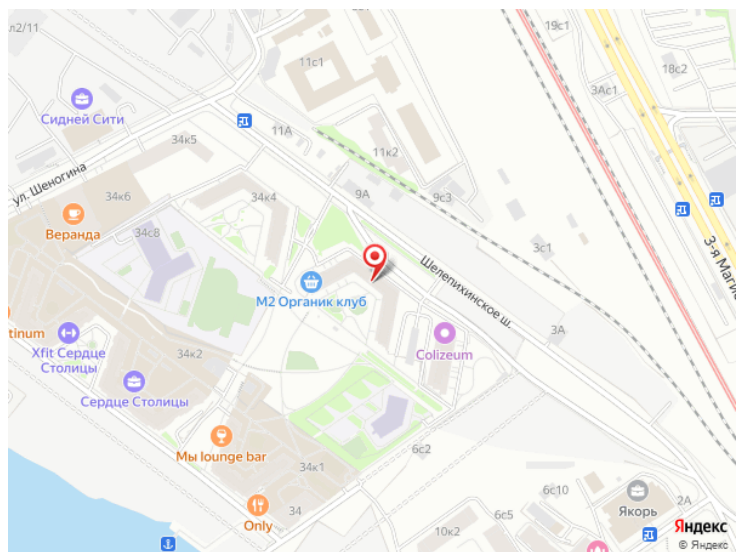 л2/11
11с1
19с1
18с2
3Ас1
Сидней Сити
34к5
11А
ул. Шеногина
11к2
34к6
34к4
9А
9с3
Веранда
34с8
3с1
3-я Маги
Шелепихинское ш.
М2 Органик клуб
tinum
Xfit Сердце
Столицы
34к2
3А
Colizeum
Сердце Столицы
Мы lounge bar
34к1
6с2
6с10
Якорь
2А
34
Only
6с5
10к2
Яндекс
© Яндекс